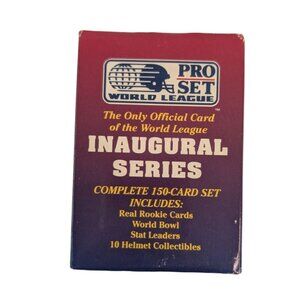 PRO
SET
WORLD LEAGUE
The Only Official Card
of the World League
INAUGURAL
SERIES
COMPLETE 150-CARD SET
INCLUDES:
Real Rookie Cards
World Bowl
Stat Leaders
10 Helmet Collectibles